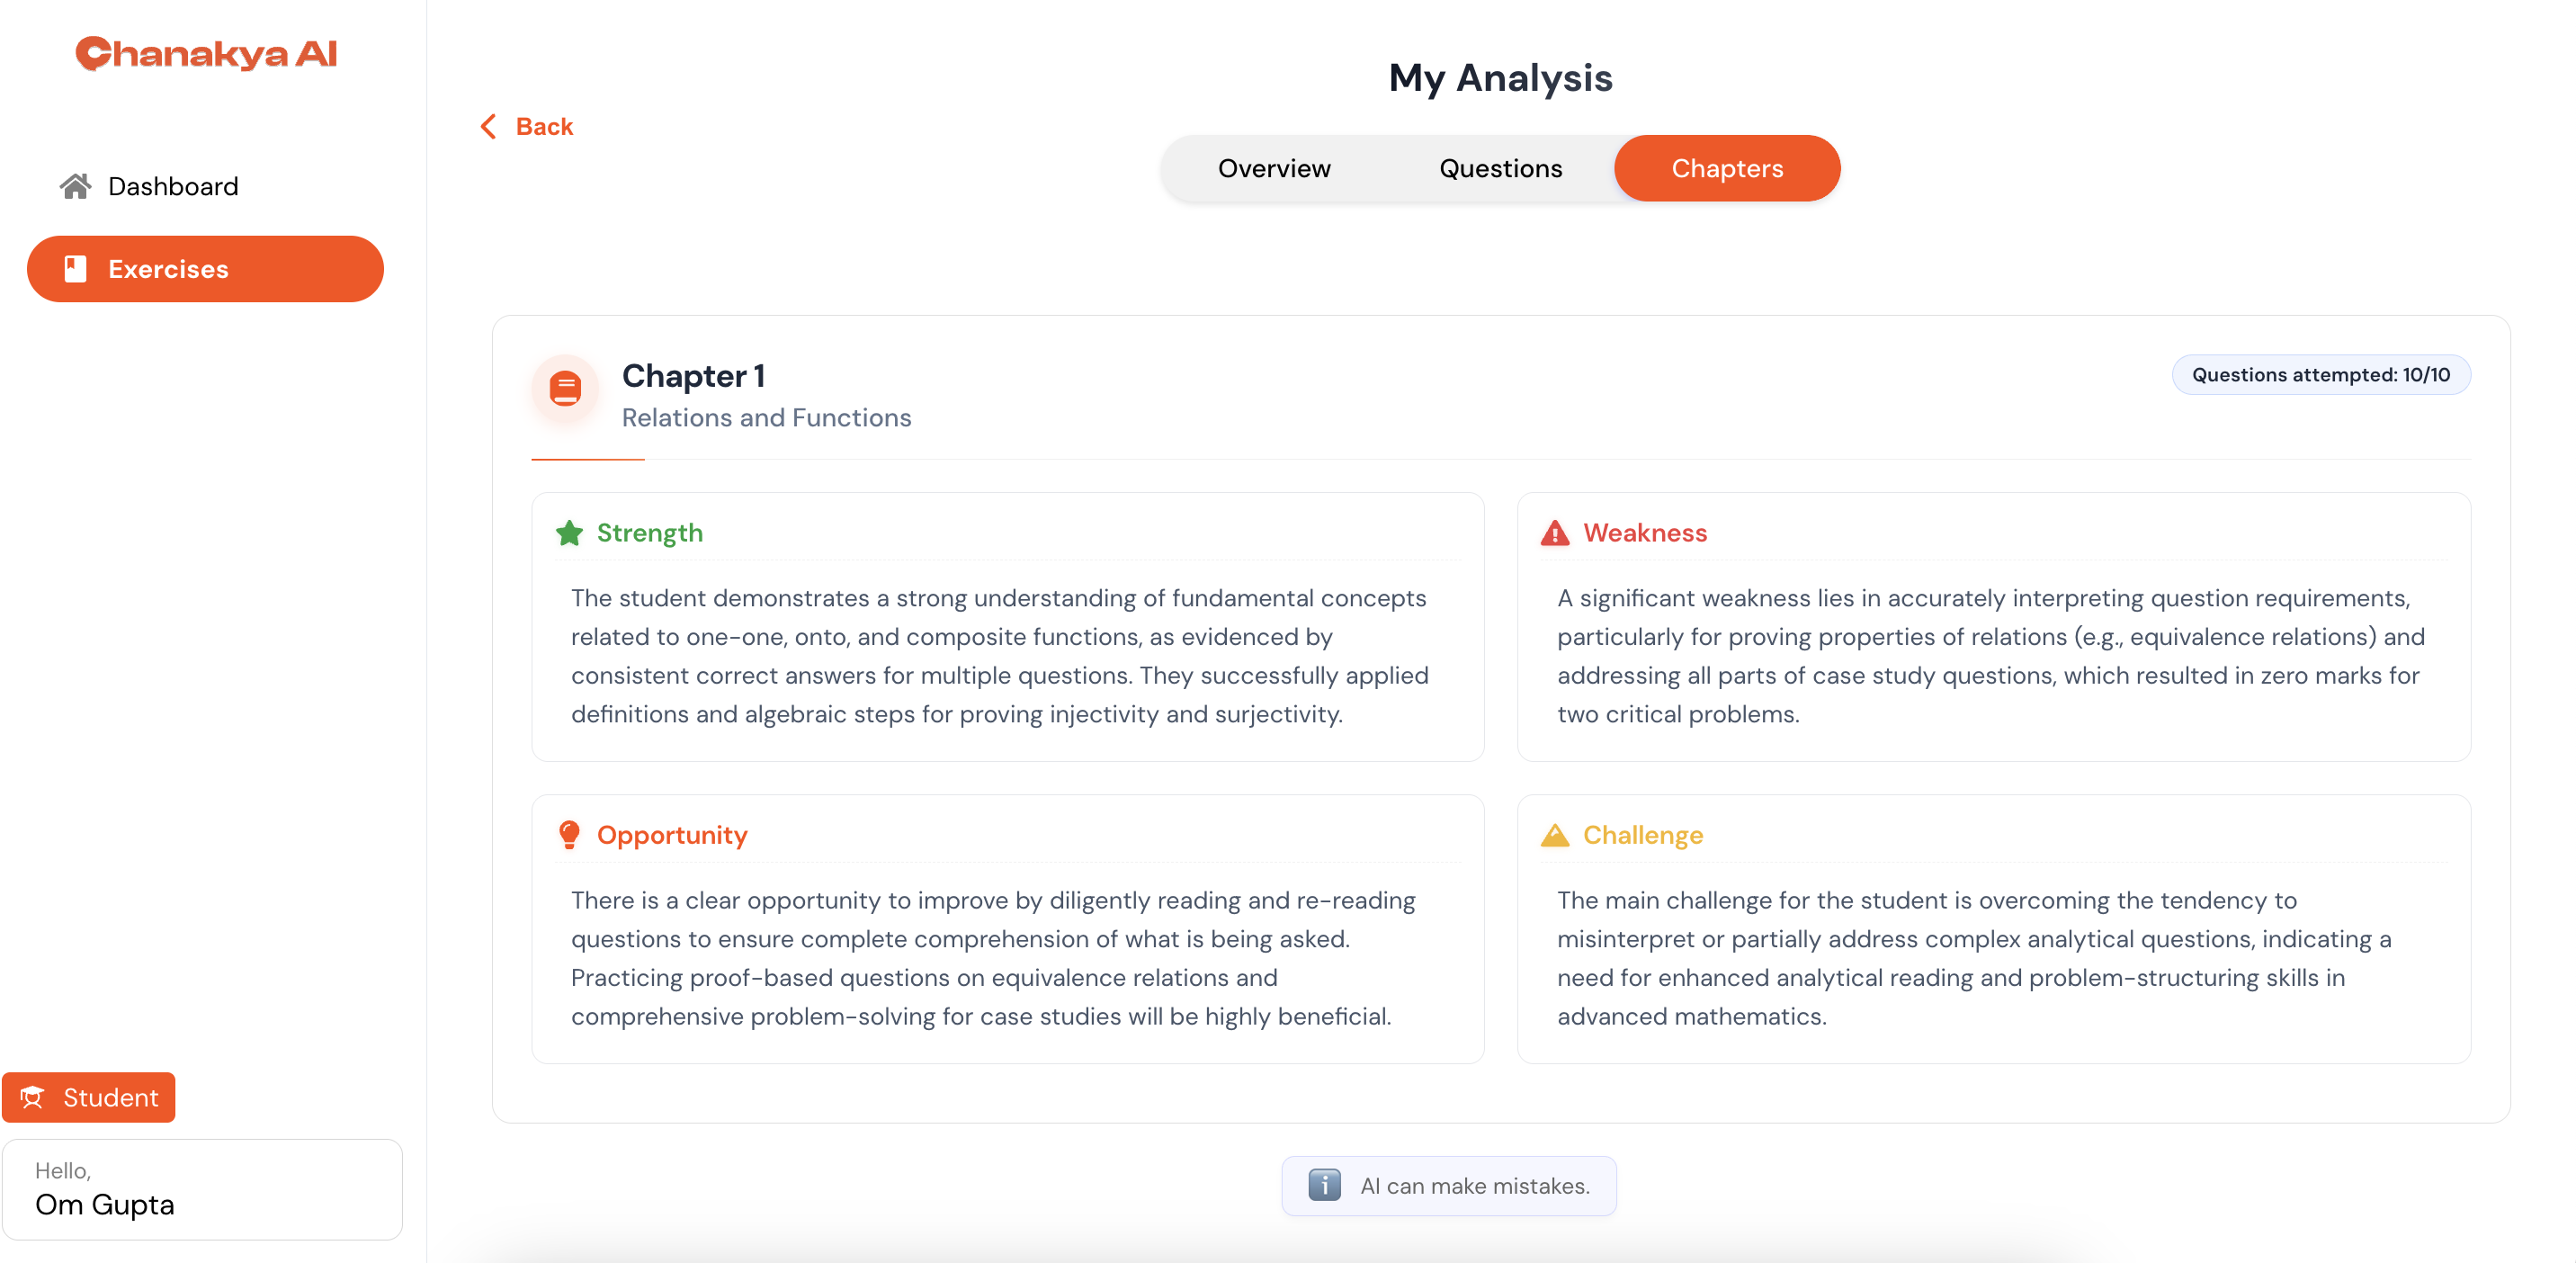 Chanakya AI
Dashboard
Exercises
Student
Hello,
Om Gupta
My Analysis
Back
Overview
Questions
Chapters
Chapter 1
Relations and Functions
Questions attempted: 10/10
Strength
The student demonstrates a strong understanding of fundamental concepts
related to one-one, onto, and composite functions, as evidenced by
consistent correct answers for multiple questions. They successfully applied
definitions and algebraic steps for proving injectivity and surjectivity.
Weakness
A significant weakness lies in accurately interpreting question requirements,
particularly for proving properties of relations (e.g., equivalence relations) and
addressing all parts of case study questions, which resulted in zero marks for
two critical problems.
Opportunity
There is a clear opportunity to improve by diligently reading and re-reading
questions to ensure complete comprehension of what is being asked.
Practicing proof-based questions on equivalence relations and
comprehensive problem-solving for case studies will be highly beneficial.
Challenge
The main challenge for the student is overcoming the tendency to
misinterpret or partially address complex analytical questions, indicating a
need for enhanced analytical reading and problem-structuring skills in
advanced mathematics.
AI can make mistakes.